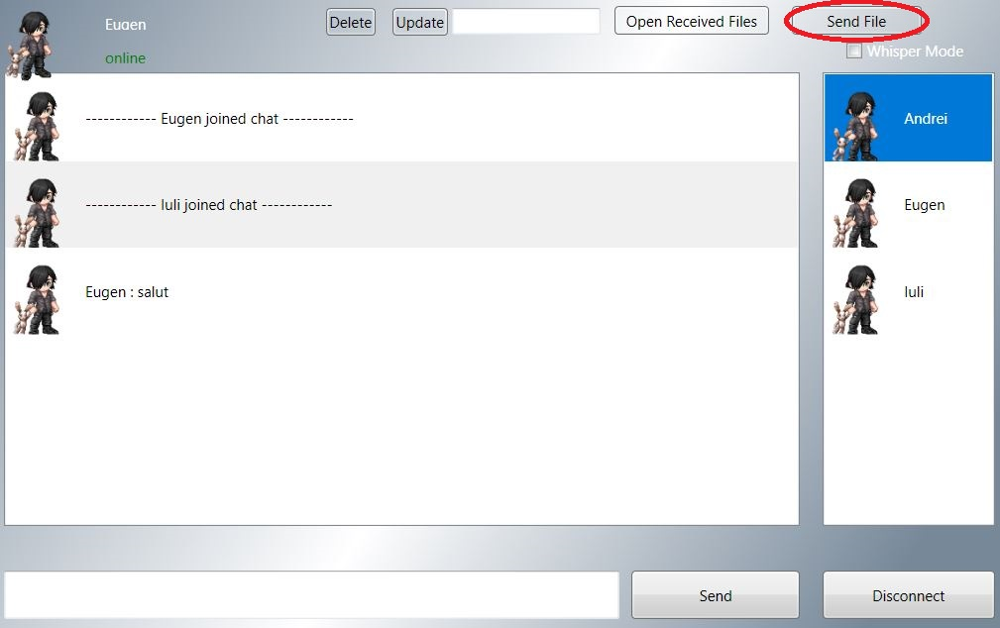 Eugen
Delete
Update
Open Received Files
Send File
online
Whisper Mode
------------ Eugen joined chat ------------
Andrei
------------ Iuli joined chat ------------
Eugen
Eugen : salut
Iuli
Send
Disconnect